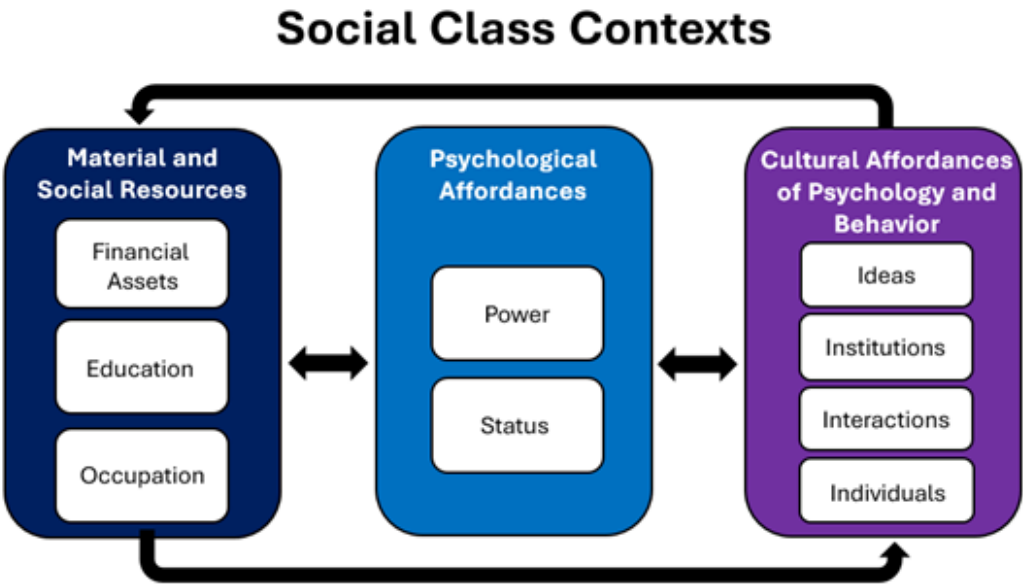 Social Class Contexts
Material and
Social Resources
Financial
Assets
Education
Occupation
Psychological
Affordances
Power
Status
Cultural Affordances
of Psychology and
Behavior
Ideas
Institutions
Interactions
Individuals